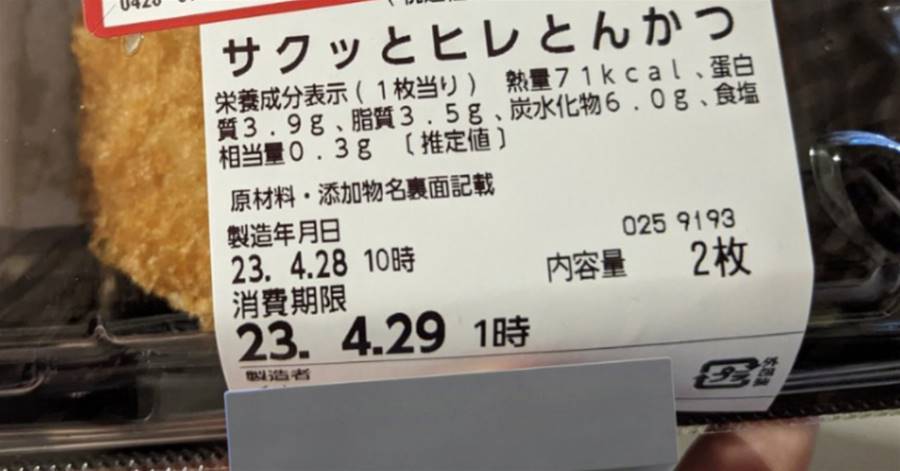 サクッとヒレとんかつ
栄養成分表示(1枚当り) 熱量71kcal、蛋白
質3.9g、脂質3.5g、炭水化物6.0g、食塩
相当量0.3g 〔推定値〕
原材料・添加物名裏面記載
製造年月日
025 9193
23. 4.28 10時
内容量 2枚
消費期限
23. 4.29 1時
製造者
プラ
外装